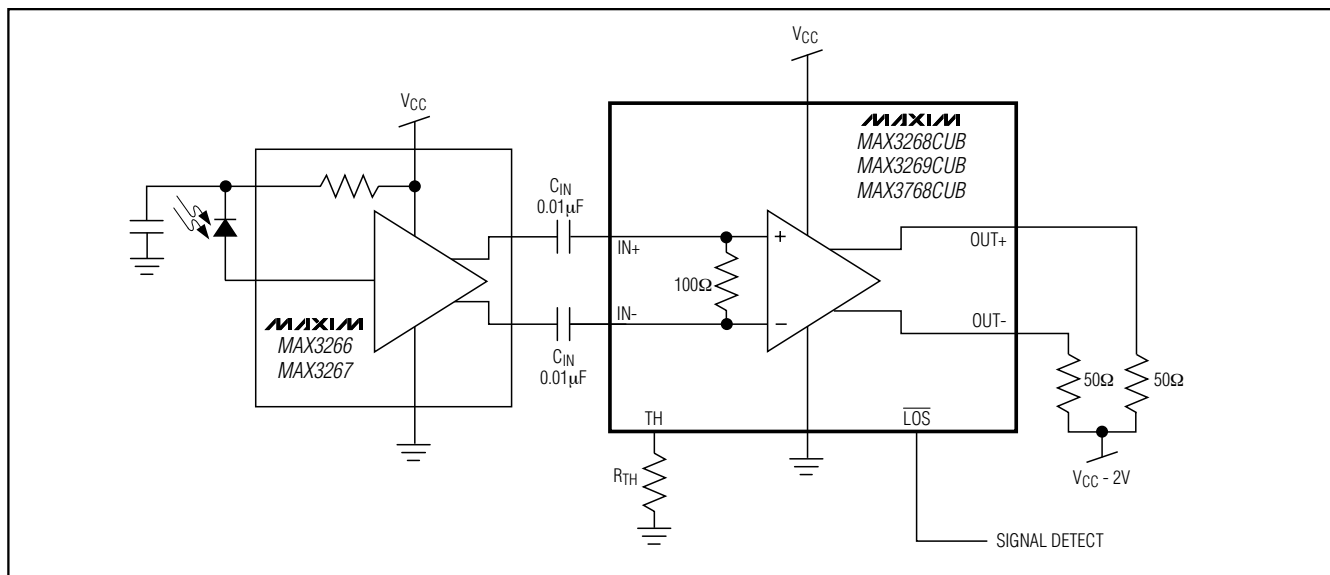 VCC
VCC
MAXIM
MAX3268CUB
MAX3269CUB
MAX3768CUB
CIN
0.01μF
IN+
+
OUT+
100Ω
IN-
−
OUT-
MAXIM
MAX3266
MAX3267
CIN
0.01μF
50Ω
50Ω
TH
LOS
RTH
VCC - 2V
SIGNAL DETECT